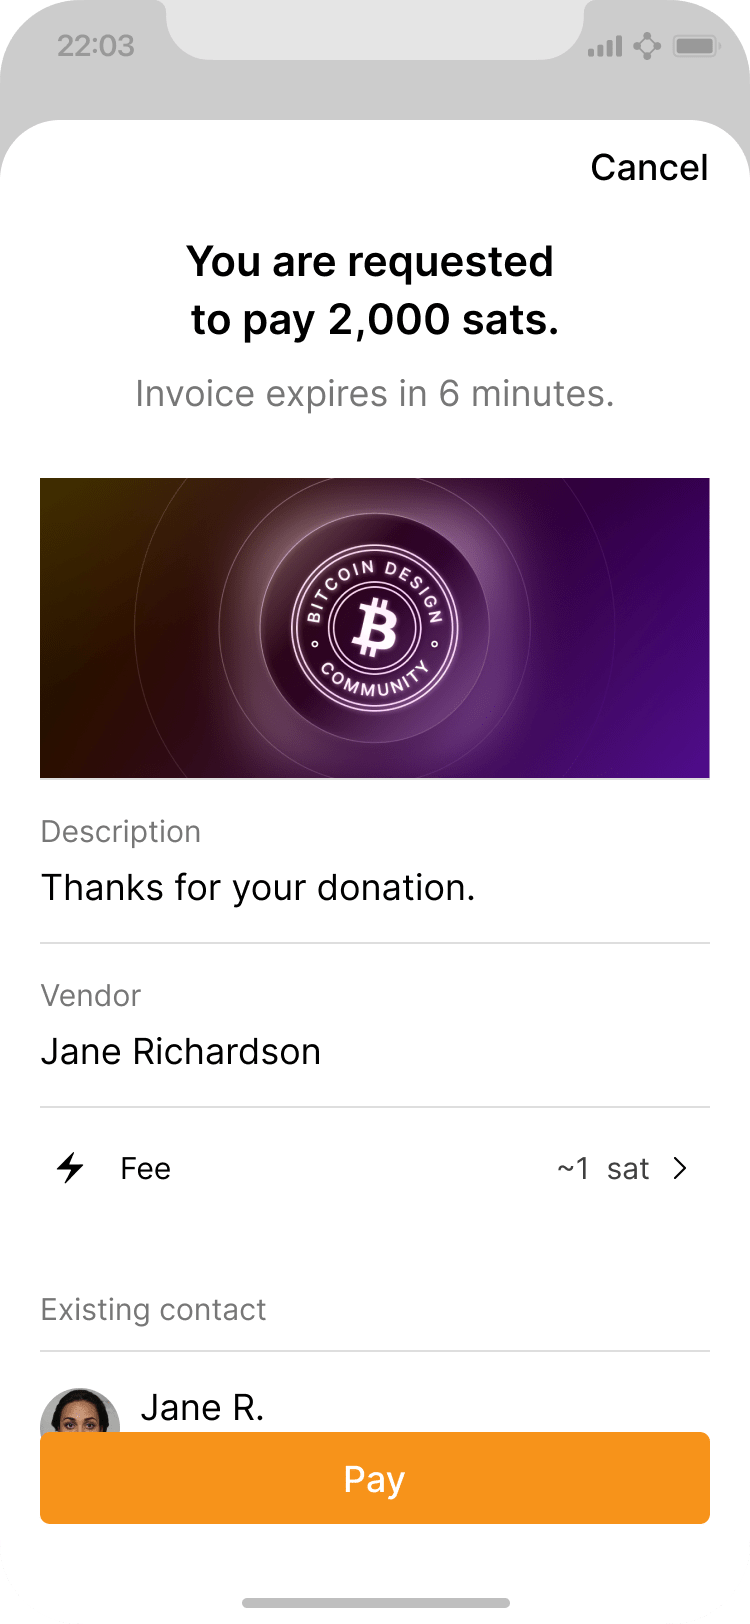 22:03
Cancel
You are requested
to pay 2,000 sats.
Invoice expires in 6 minutes.
BITCOIN DESIGN
COMMUNITY
Description
Thanks for your donation.
Vendor
Jane Richardson
Fee ~1 sat
Existing contact
Jane R.
Pay